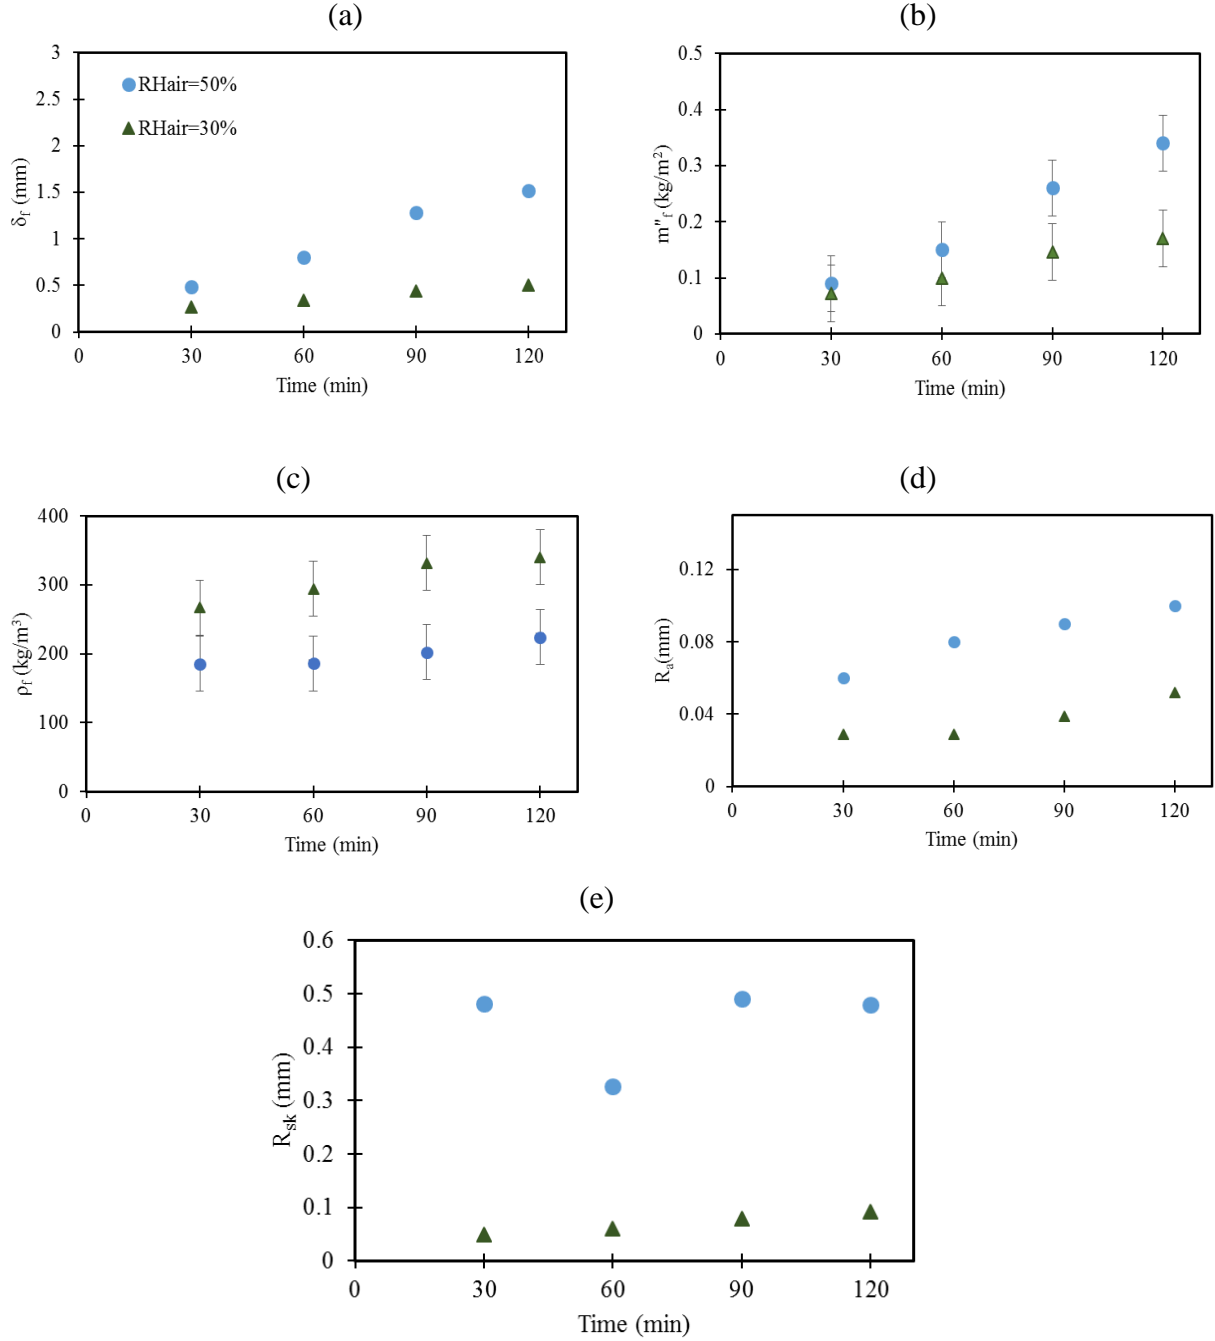 (a)
3
2.5
2
1.5
1
0.5
0
δf (mm)
RHair=50%
RHair=30%
0 30 60 90 120
Time (min)
(b)
0.5
0.4
0.3
0.2
0.1
0
m"f (kg/m²)
0 30 60 90 120
Time (min)
(c)
400
300
200
100
0
ρf (kg/m³)
0 30 60 90 120
Time (min)
(d)
0.12
0.08
0.04
0
Ra(mm)
0 30 60 90 120
Time (min)
(e)
0.6
0.5
0.4
0.3
0.2
0.1
0
Rsk (mm)
0 30 60 90 120
Time (min)